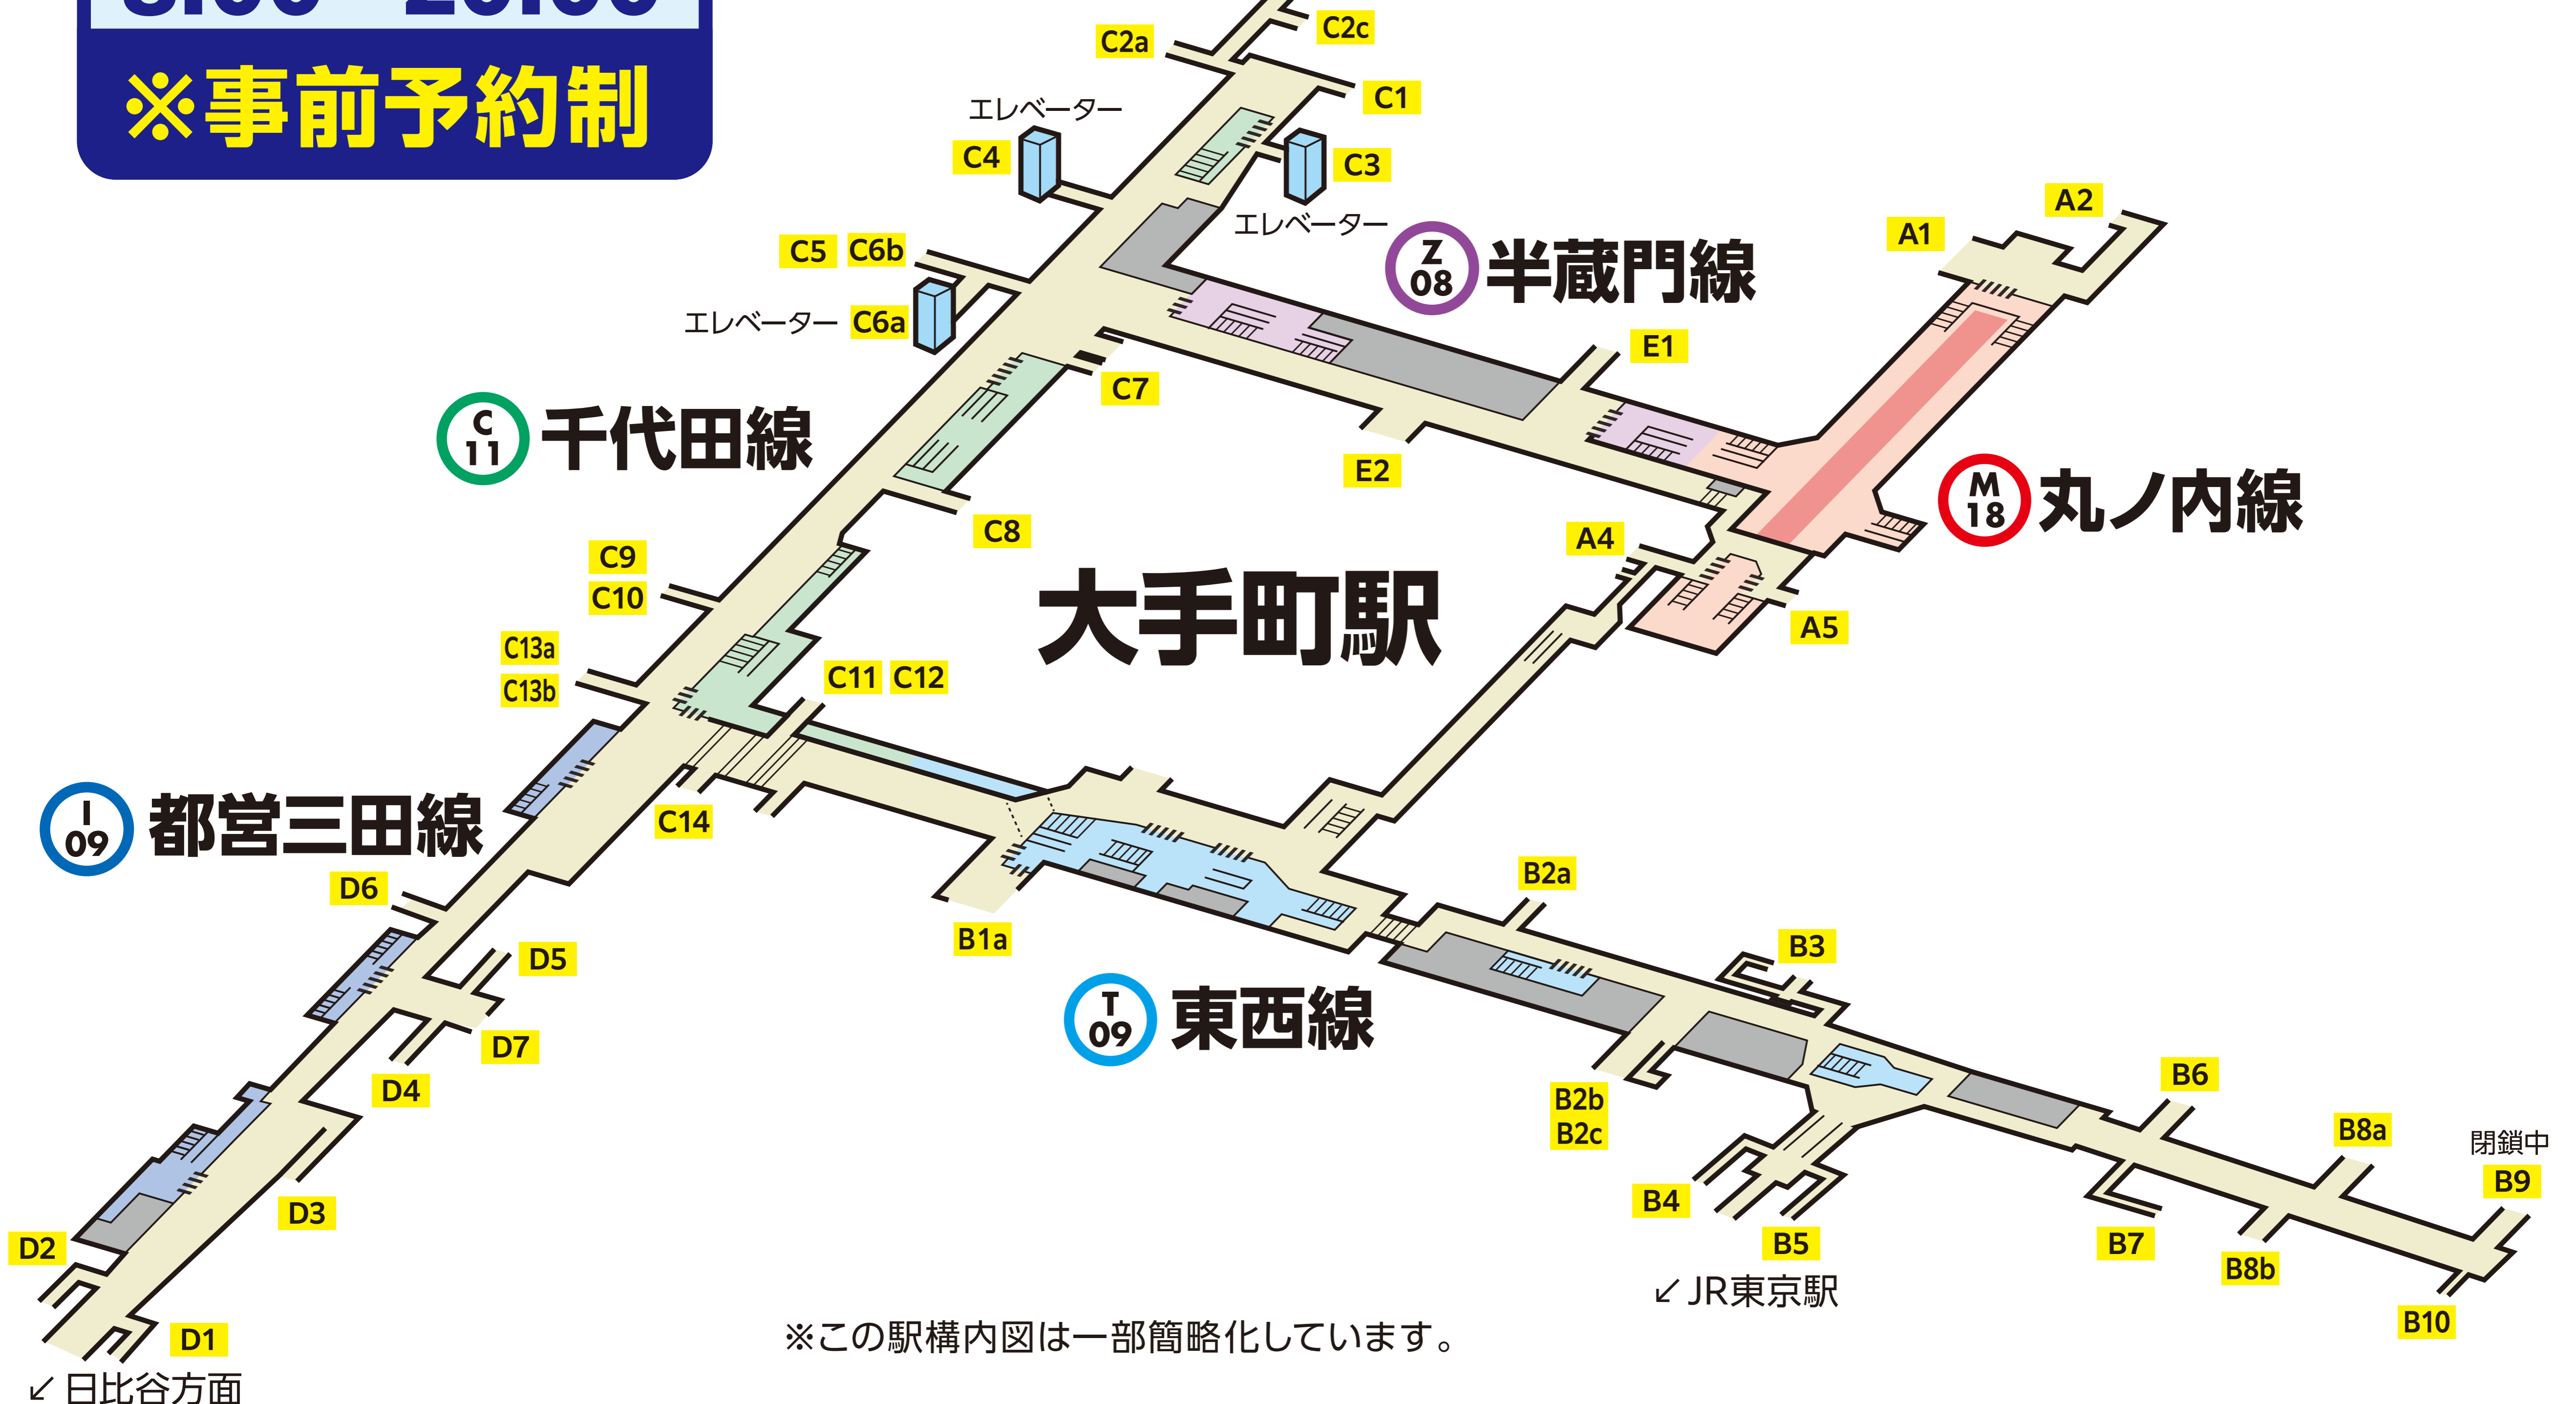 ※事前予約制
C2a
C2c
C1
エレベーター
C4
C3
エレベーター
C5 C6b
エレベーター C6a
Z 08 半蔵門線
A1
A2
E1
C7
C 11 千代田線
E2
M 18 丸ノ内線
C8
A4
C9
C10
大手町駅
A5
C13a
C13b
C11 C12
I 09 都営三田線
C14
D6
B2a
B1a
B3
D5
T 09 東西線
D7
D4
B2b
B2c
B6
B8a
閉鎖中
B9
B4
D3
B5
↙JR東京駅
B7
B8b
D2
B10
D1
↙日比谷方面
※この駅構内図は一部簡略化しています。